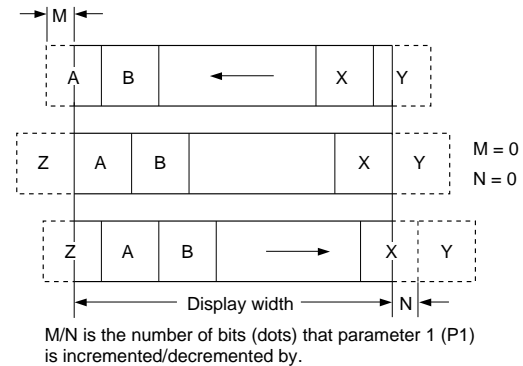 M
A B X Y
Z A B X Y
M = 0
N = 0
Z A B X Y
Display width N
M/N is the number of bits (dots) that parameter 1 (P1)
is incremented/decremented by.